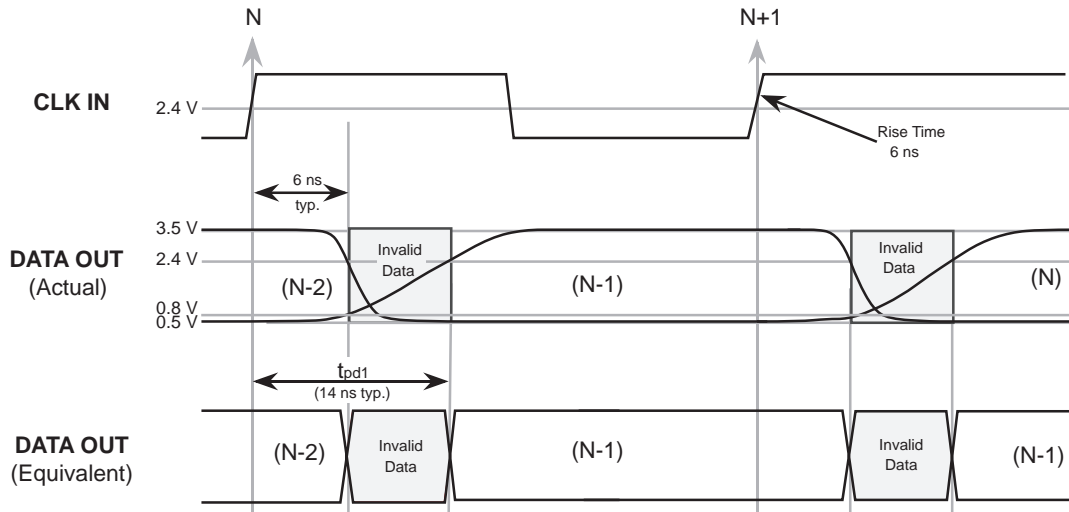 N
N+1
CLK IN
2.4 V
Rise Time
6 ns
6 ns
typ.
3.5 V
DATA OUT
(Actual)
2.4 V
0.8 V
0.5 V
(N-2)
Invalid
Data
(N-1)
Invalid
Data
(N)
tpd1
(14 ns typ.)
DATA OUT
(Equivalent)
(N-2)
Invalid
Data
(N-1)
Invalid
Data
(N-1)